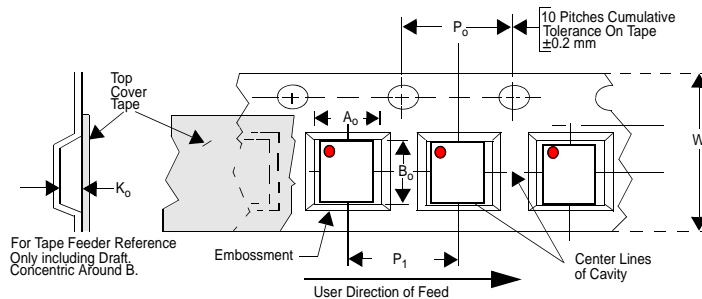 10 Pitches Cumulative
Tolerance On Tape
±0.2 mm
Po
Top
Cover
Tape
Ao
W
Bo
Ko
For Tape Feeder Reference
Only including Draft.
Concentric Around B.
Embossment
P1
Center Lines
of Cavity
User Direction of Feed